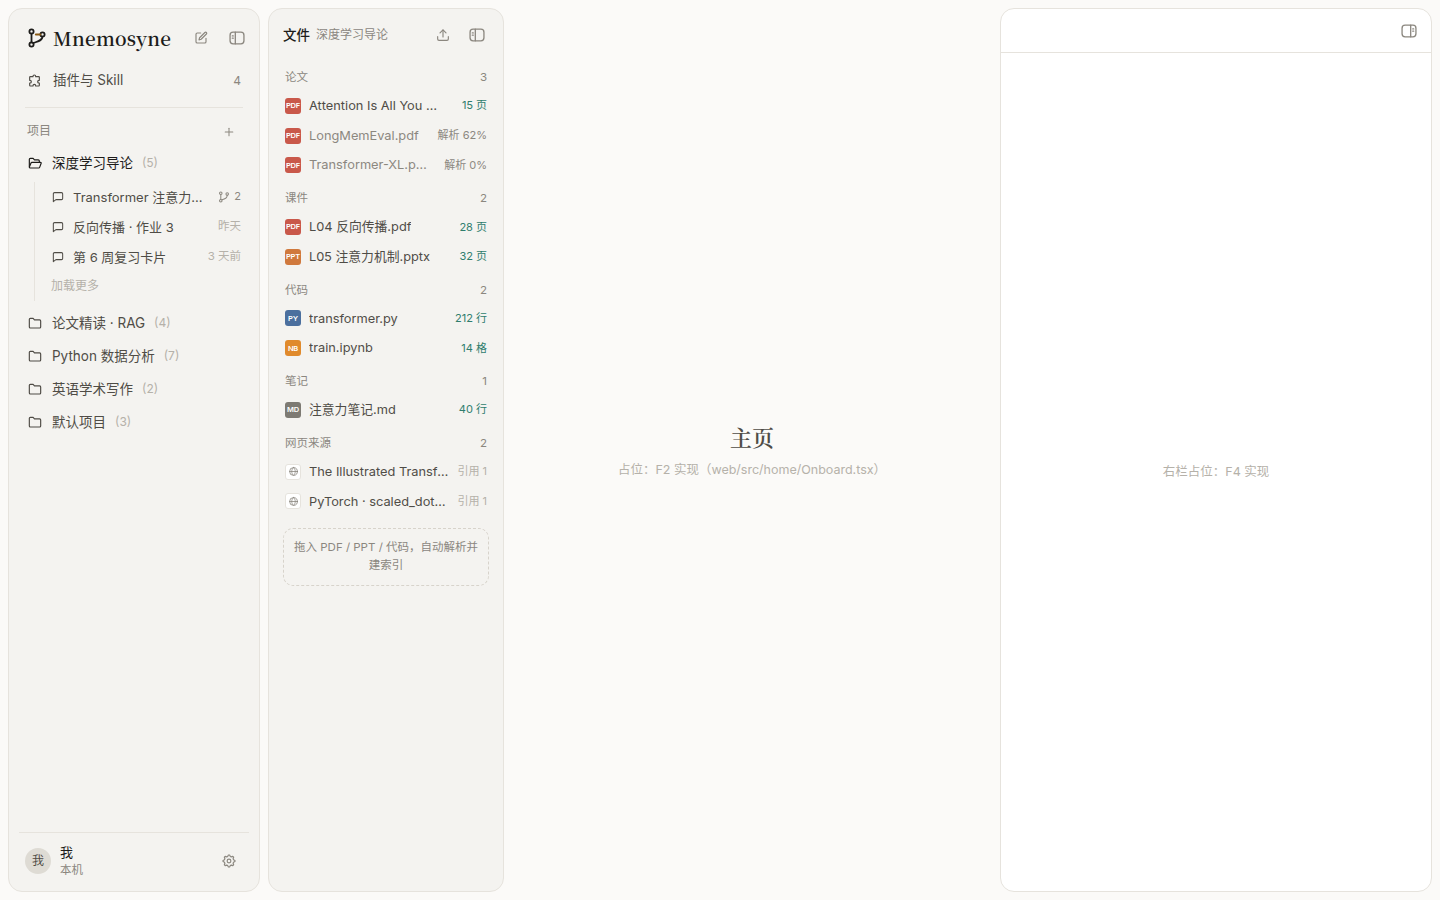 Mnemosyne
插件与 Skill 4
项目
深度学习导论 (5)
Transformer 注意力... 2
反向传播 · 作业 3 昨天
第 6 周复习卡片 3 天前
加载更多
论文精读 · RAG (4)
Python 数据分析 (7)
英语学术写作 (2)
默认项目 (3)
我 我
本机
文件 深度学习导论
论文 3
PDF Attention Is All You ... 15 页
PDF LongMemEval.pdf 解析 62%
PDF Transformer-XL.p... 解析 0%
课件 2
PDF L04 反向传播.pdf 28 页
PPT L05 注意力机制.pptx 32 页
代码 2
PY transformer.py 212 行
NB train.ipynb 14 格
笔记 1
MD 注意力笔记.md 40 行
网页来源 2
The Illustrated Transf... 引用 1
PyTorch · scaled_dot... 引用 1
拖入 PDF / PPT / 代码，自动解析并
建索引
主页
占位：F2 实现（web/src/home/Onboard.tsx）
右栏占位：F4 实现